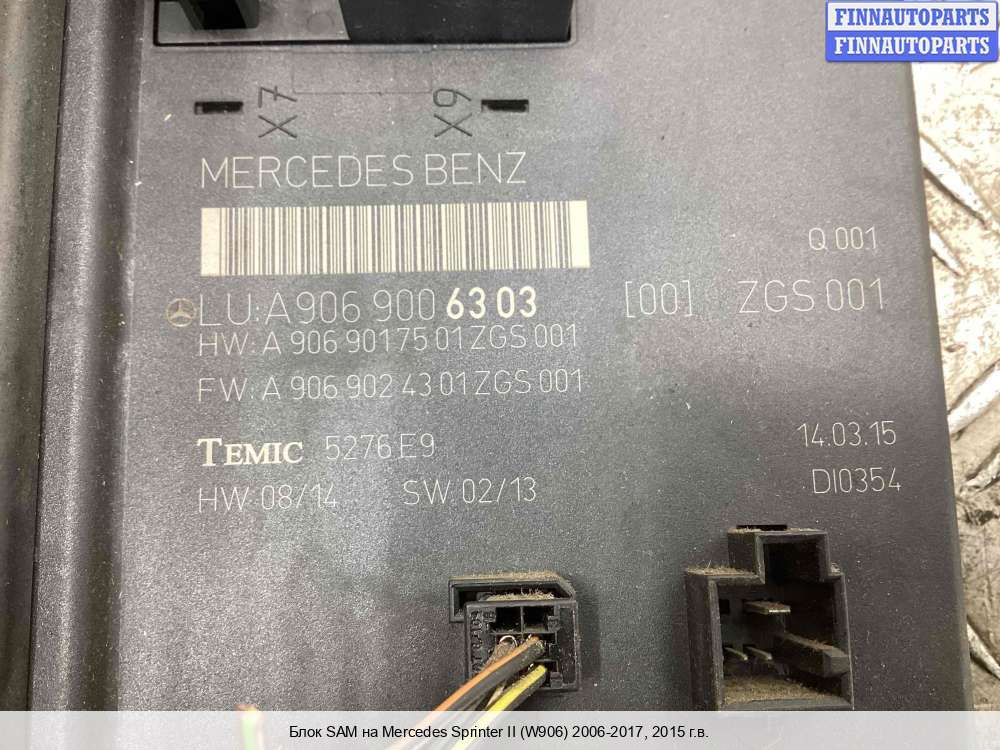 FINNAUTOPARTS
FINNAUTOPARTS
X7
X9
MERCEDES BENZ
Q 001
LU: A 906 900 6303 [00] ZGS 001
HW: A 906 901 75 01 ZGS 001
FW: A 906 902 43 01 ZGS 001
TEMIC 5276 E9
14.03.15
HW: 08/14 SW: 02/13
DI0354
Блок SAM на Mercedes Sprinter II (W906) 2006-2017, 2015 г.в.